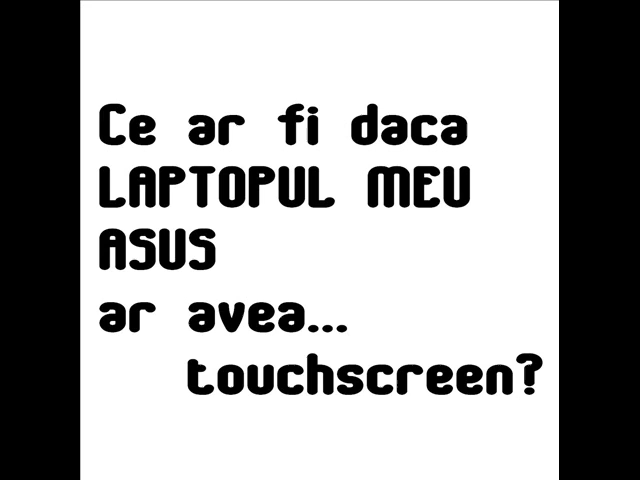 Ce ar fi daca
LAPTOPUL MEU
ASUS
ar avea...
touchscreen?